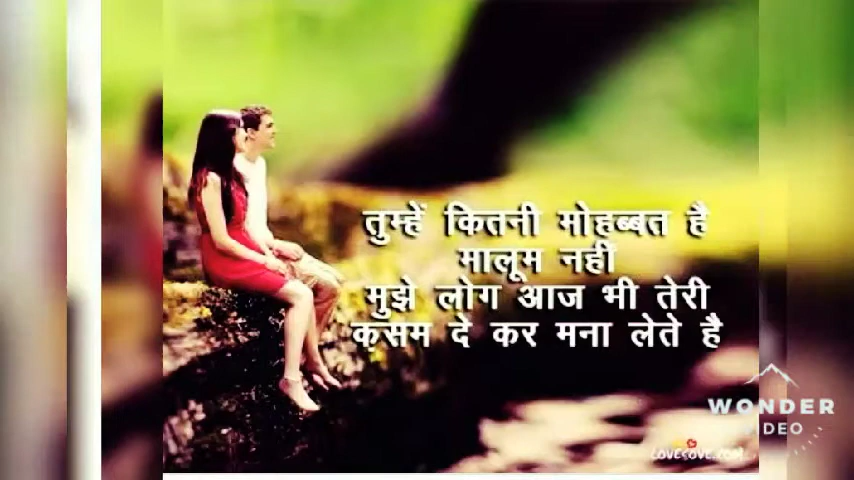 तुम्हें कितनी मोहब्बत है
मालूम नहीं
मुझे लोग आज भी तेरी
कसम दे कर मना लेते है
WONDER
VIDEO
LOVESOVE.COM